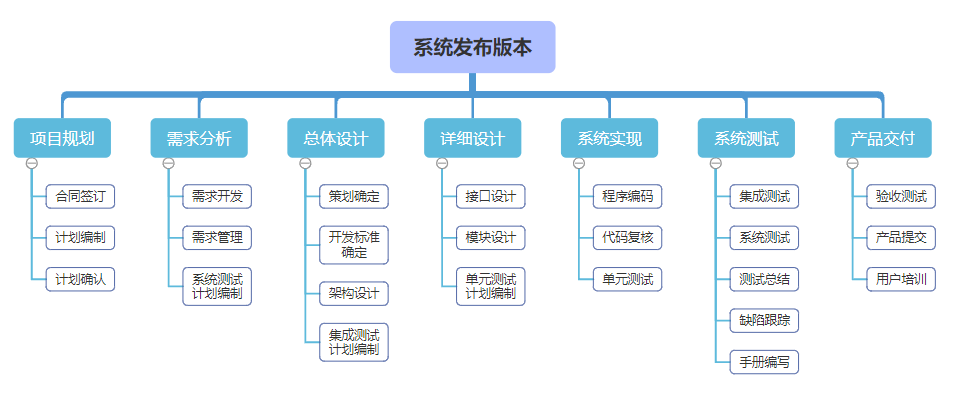 系统发布版本
项目规划
需求分析
总体设计
详细设计
系统实现
系统测试
产品交付
合同签订
计划编制
计划确认
需求开发
需求管理
系统测试
计划编制
策划确定
开发标准
确定
架构设计
集成测试
计划编制
接口设计
模块设计
单元测试
计划编制
程序编码
代码复核
单元测试
集成测试
系统测试
测试总结
缺陷跟踪
手册编写
验收测试
产品提交
用户培训